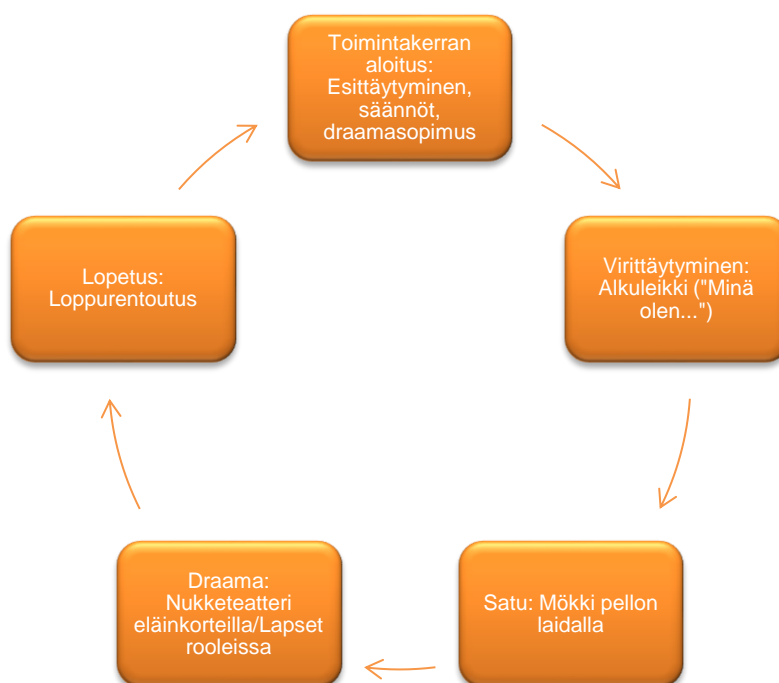 Toimintakerran
aloitus:
Esittäytyminen,
säännöt,
draamasopimus
Virittäytyminen:
Alkuleikki ("Minä
olen...")
Satu: Mökki pellon
laidalla
Draama:
Nukketeatteri
eläinkorteilla/Lapset
rooleissa
Lopetus:
Loppurentoutus